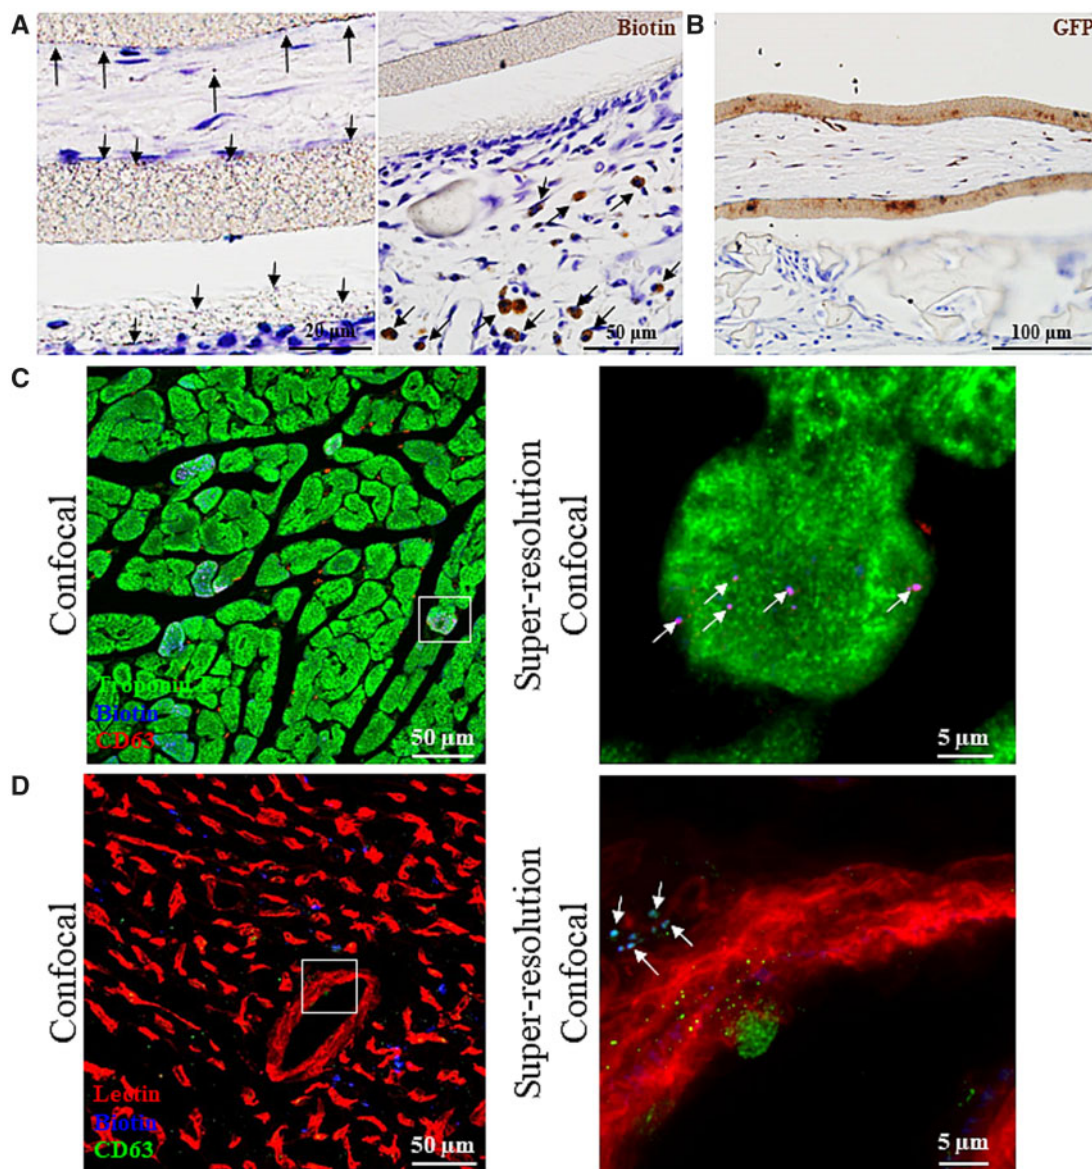 A
Biotin
20 µm
50 µm
B
GFP
100 µm
C
Confocal
Troponin
Biotin
CD63
50 µm
Super-resolution
Confocal
5 µm
D
Confocal
Lectin
Biotin
CD63
50 µm
Super-resolution
Confocal
5 µm